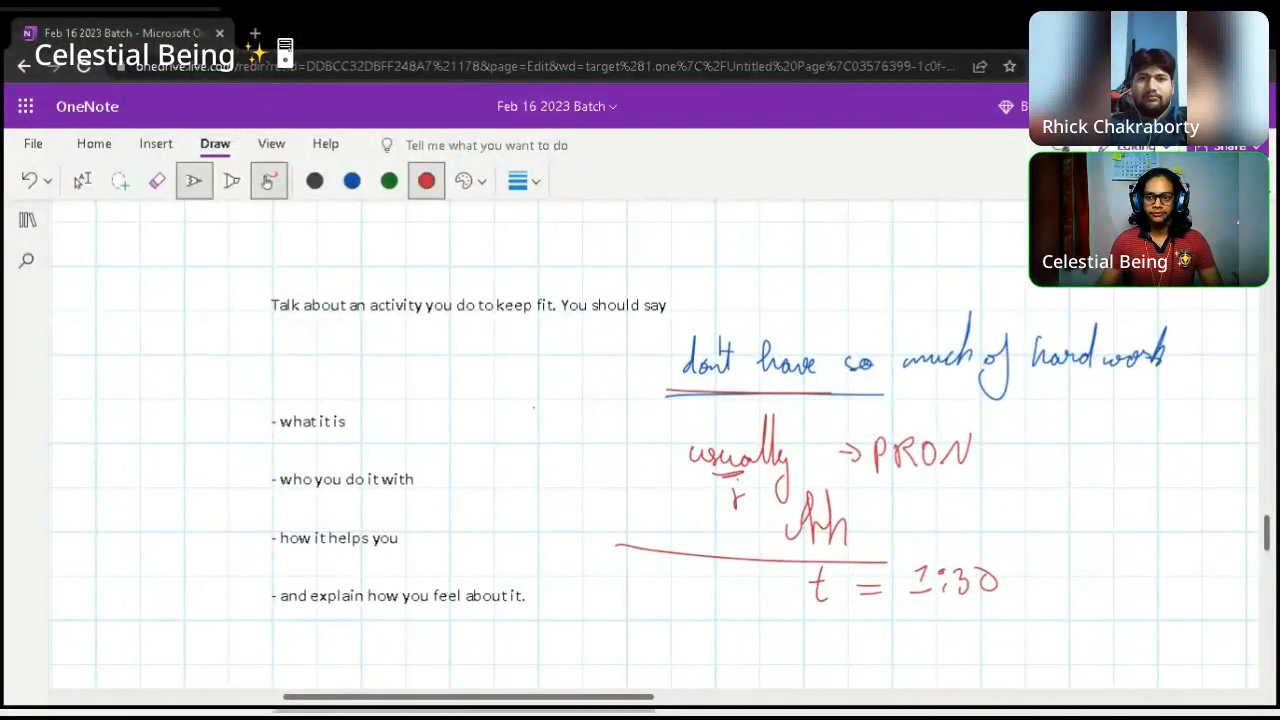 Feb 16 2023 Batch - Microsoft On
Celestial Being ✨
OneNote
Feb 16 2023 Batch
Rhick Chakraborty
File Home Insert Draw View Help Tell me what you want to do
Editing Share
Celestial Being
Talk about an activity you do to keep fit. You should say
don't have so much of hard work
- what it is
usually → PRON
- who you do it with
- how it helps you
t = 1:30
- and explain how you feel about it.